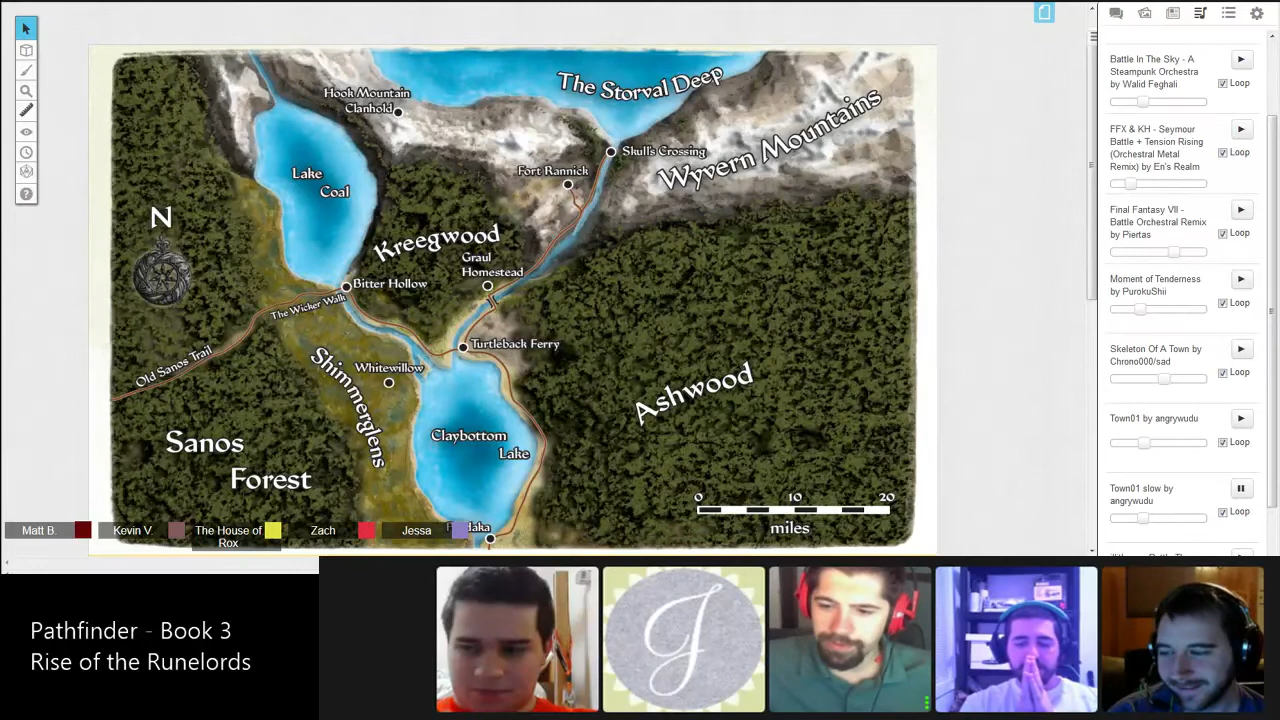 The Storval Deep
Hook Mountain
Clanhold
Skull's Crossing
Wyvern Mountains
Fort Rannick
Lake
Coal
N
Kreegwood
Graul
Homestead
Bitter Hollow
The Wicker Walk
Old Sanos Trail
Turtleback Ferry
Shimmerglens
Whitewillow
Ashwood
Claybottom
Lake
Sanos
Forest
0 10 20
miles
daka
Matt B.
Kevin V.
The House of
Rox
Zach
Jessa
Battle In The Sky - A
Steampunk Orchestra
by Walid Feghali
Loop
FFX & KH - Seymour
Battle + Tension Rising
(Orchestral Metal
Remix) by En's Realm
Loop
Final Fantasy VII -
Battle Orchestral Remix
by Piertas
Loop
Moment of Tenderness
by PurokuShii
Loop
Skeleton Of A Town by
Chrono000/sad
Loop
Town01 by angrywudu
Loop
Town01 slow by
angrywudu
Loop
Pathfinder - Book 3
Rise of the Runelords
J